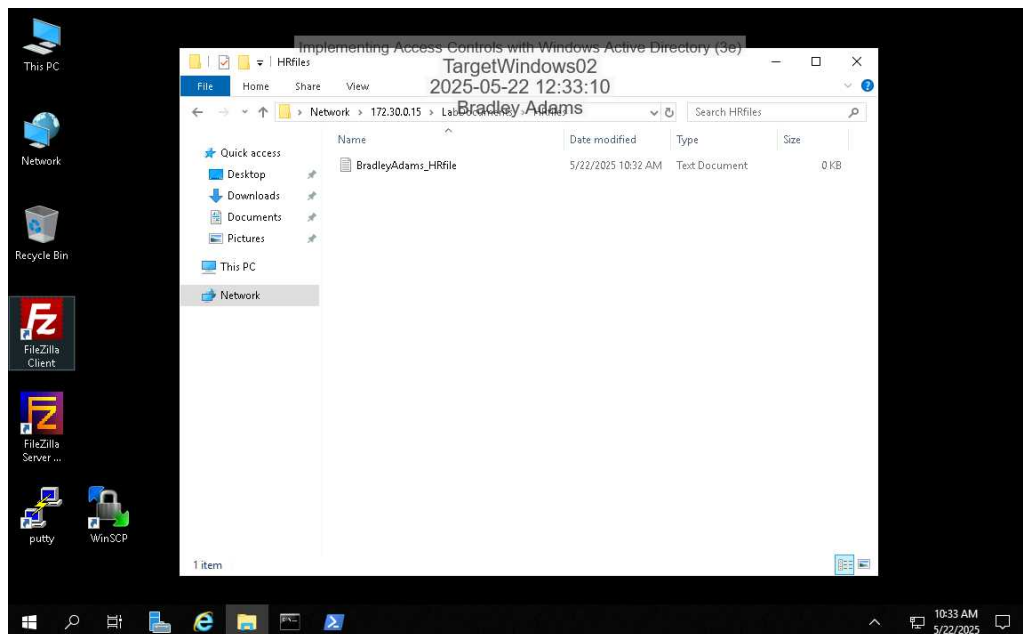 Implementing Access Controls with Windows Active Directory (3e)
TargetWindows02
2025-05-22 12:33:10
Bradley Adams
This PC
Network
Recycle Bin
FileZilla
Client
FileZilla
Server ...
putty
WinSCP
HRfiles
File Home Share View
Network > 172.30.0.15 > LabDocuments > HRfiles
Search HRfiles
Name Date modified Type Size
BradleyAdams_HRfile 5/22/2025 10:32 AM Text Document 0 KB
Quick access
Desktop
Downloads
Documents
Pictures
This PC
Network
1 item
10:33 AM
5/22/2025